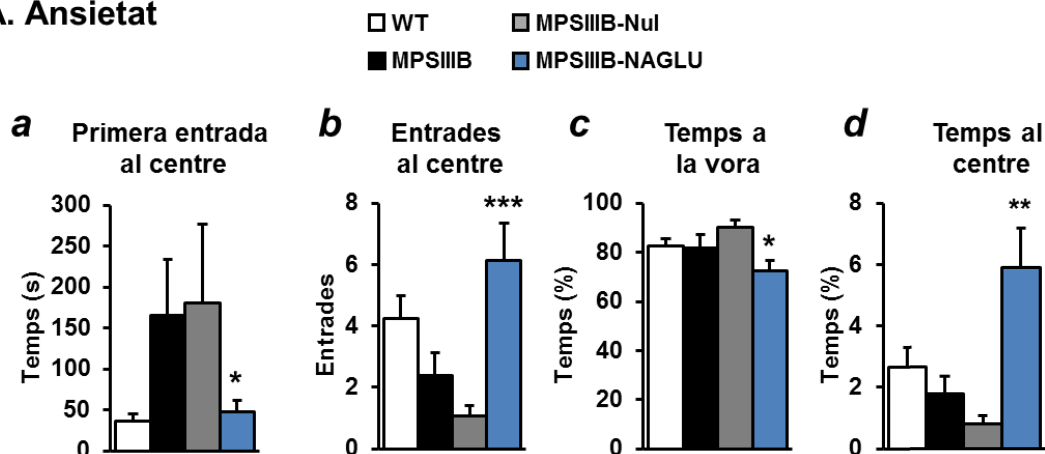 A. Ansietat
WT
MPSIIIB-Nul
MPSIIIB
MPSIIIB-NAGLU
a Primera entrada
al centre
b Entrades
al centre
c Temps a
la vora
d Temps al
centre
Temps (s)
300
250
200
150
100
50
0
*
Entrades
8
6
4
2
0
***
Temps (%)
100
80
60
40
20
0
*
Temps (%)
8
6
4
2
0
**